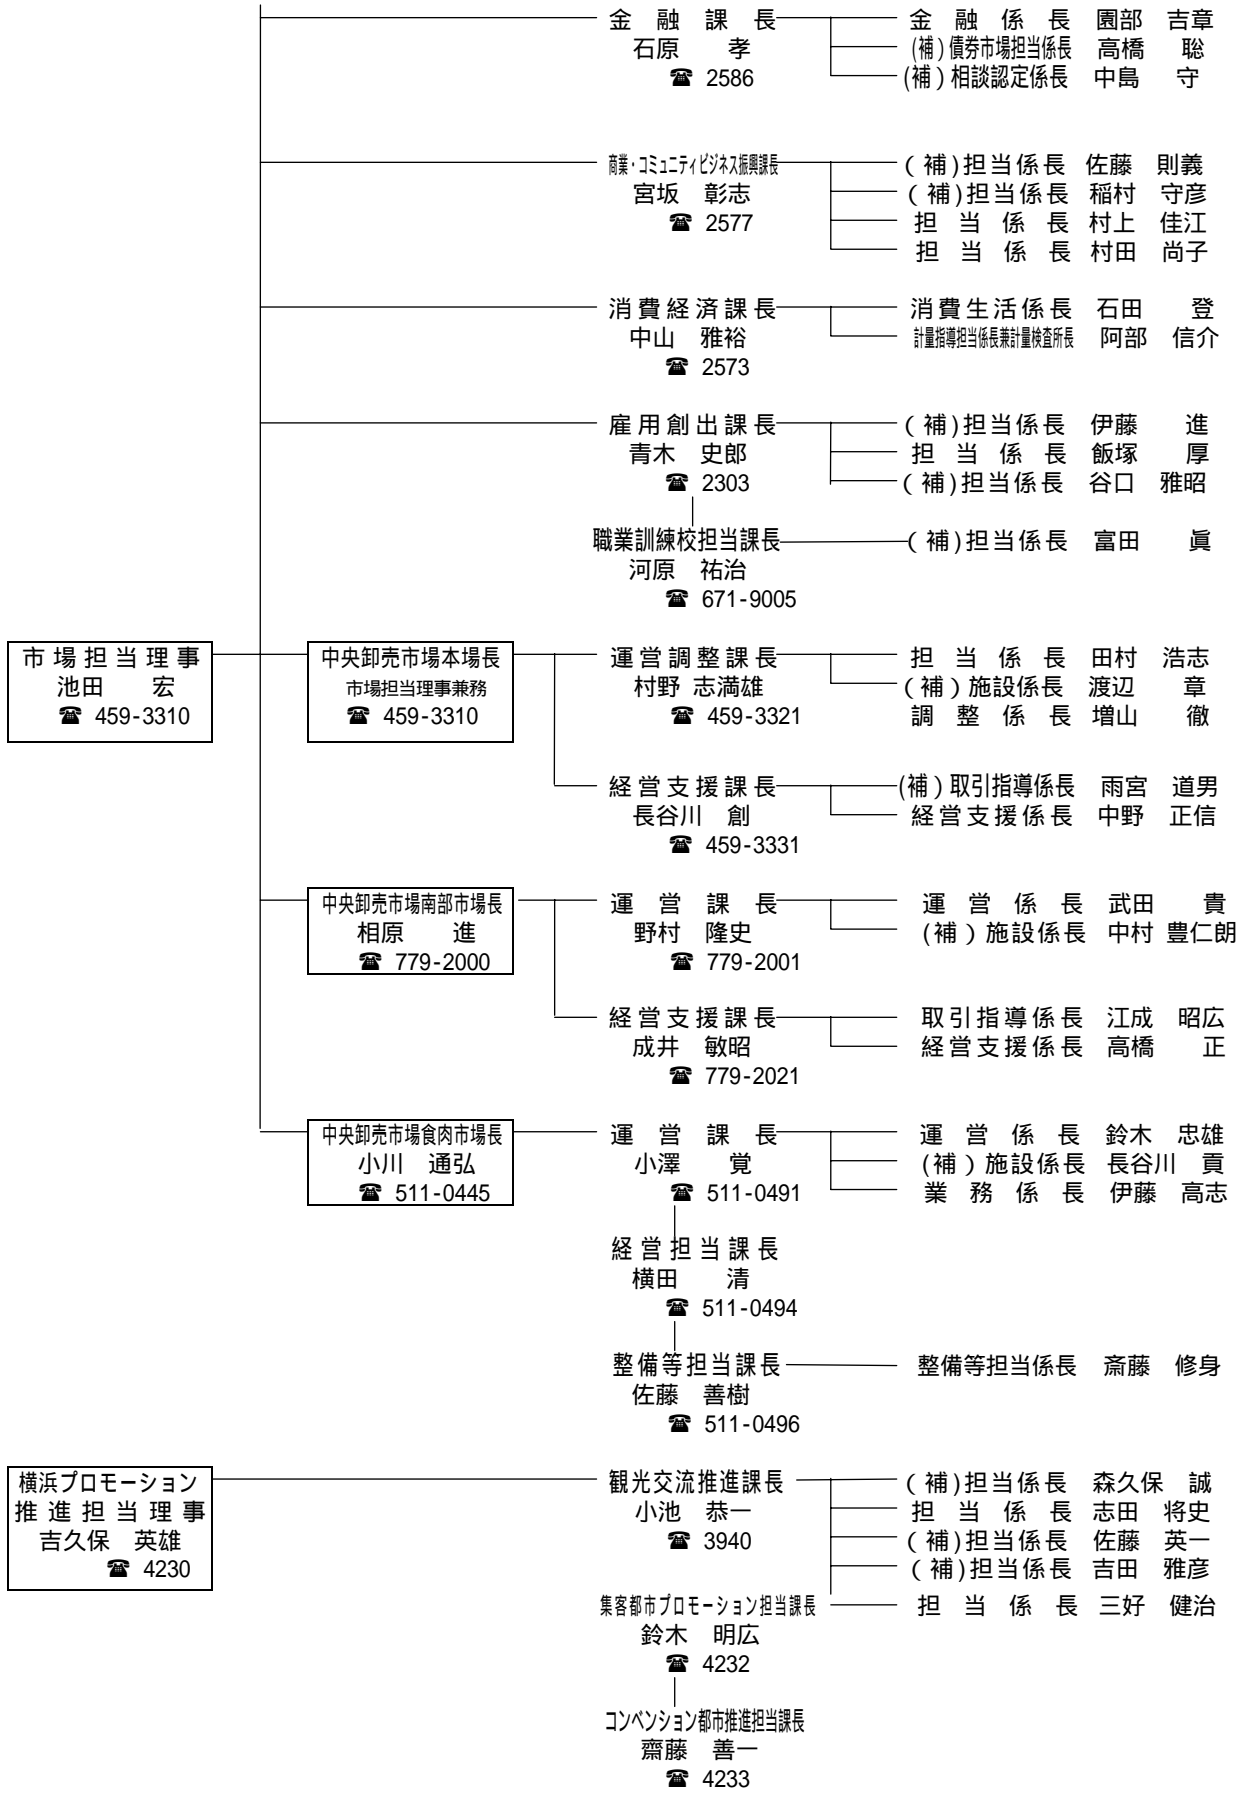 金融課長 金融係長 園部 吉章
石原 孝 (補)債券市場担当係長 高橋 聡
☎ 2586 (補)相談認定係長 中島 守
商業・コミュニティビジネス振興課長 (補)担当係長 佐藤 則義
宮坂 彰志 (補)担当係長 稲村 守彦
☎ 2577 担当係長 村上 佳江
担当係長 村田 尚子
消費経済課長 消費生活係長 石田 登
中山 雅裕 計量指導担当係長兼計量検査所長 阿部 信介
☎ 2573
雇用創出課長 (補)担当係長 伊藤 進
青木 史郎 担当係長 飯塚 厚
☎ 2303 (補)担当係長 谷口 雅昭
職業訓練校担当課長 (補)担当係長 富田 眞
河原 祐治
☎ 671-9005
市場担当理事 中央卸売市場本場長 運営調整課長 担当係長 田村 浩志
池田 宏 市場担当理事兼務 村野 志満雄 (補)施設係長 渡辺 章
☎ 459-3310 ☎ 459-3310 ☎ 459-3321 調整係長 増山 徹
経営支援課長 (補)取引指導係長 雨宮 道男
長谷川 創 経営支援係長 中野 正信
☎ 459-3331
中央卸売市場南部市場長 運営課長 運営係長 武田 貴
相原 進 野村 隆史 (補)施設係長 中村 豊仁朗
☎ 779-2000 ☎ 779-2001
経営支援課長 取引指導係長 江成 昭広
成井 敏昭 経営支援係長 高橋 正
☎ 779-2021
中央卸売市場食肉市場長 運営課長 運営係長 鈴木 忠雄
小川 通弘 小澤 覚 (補)施設係長 長谷川 貢
☎ 511-0445 ☎ 511-0491 業務係長 伊藤 高志
経営担当課長
横田 清
☎ 511-0494
整備等担当課長 整備等担当係長 斎藤 修身
佐藤 善樹
☎ 511-0496
横浜プロモーション 観光交流推進課長 (補)担当係長 森久保 誠
推進担当理事 小池 恭一 担当係長 志田 将史
吉久保 英雄 ☎ 3940 (補)担当係長 佐藤 英一
☎ 4230 (補)担当係長 吉田 雅彦
集客都市プロモーション担当課長 担当係長 三好 健治
鈴木 明広
☎ 4232
コンベンション都市推進担当課長
齋藤 善一
☎ 4233